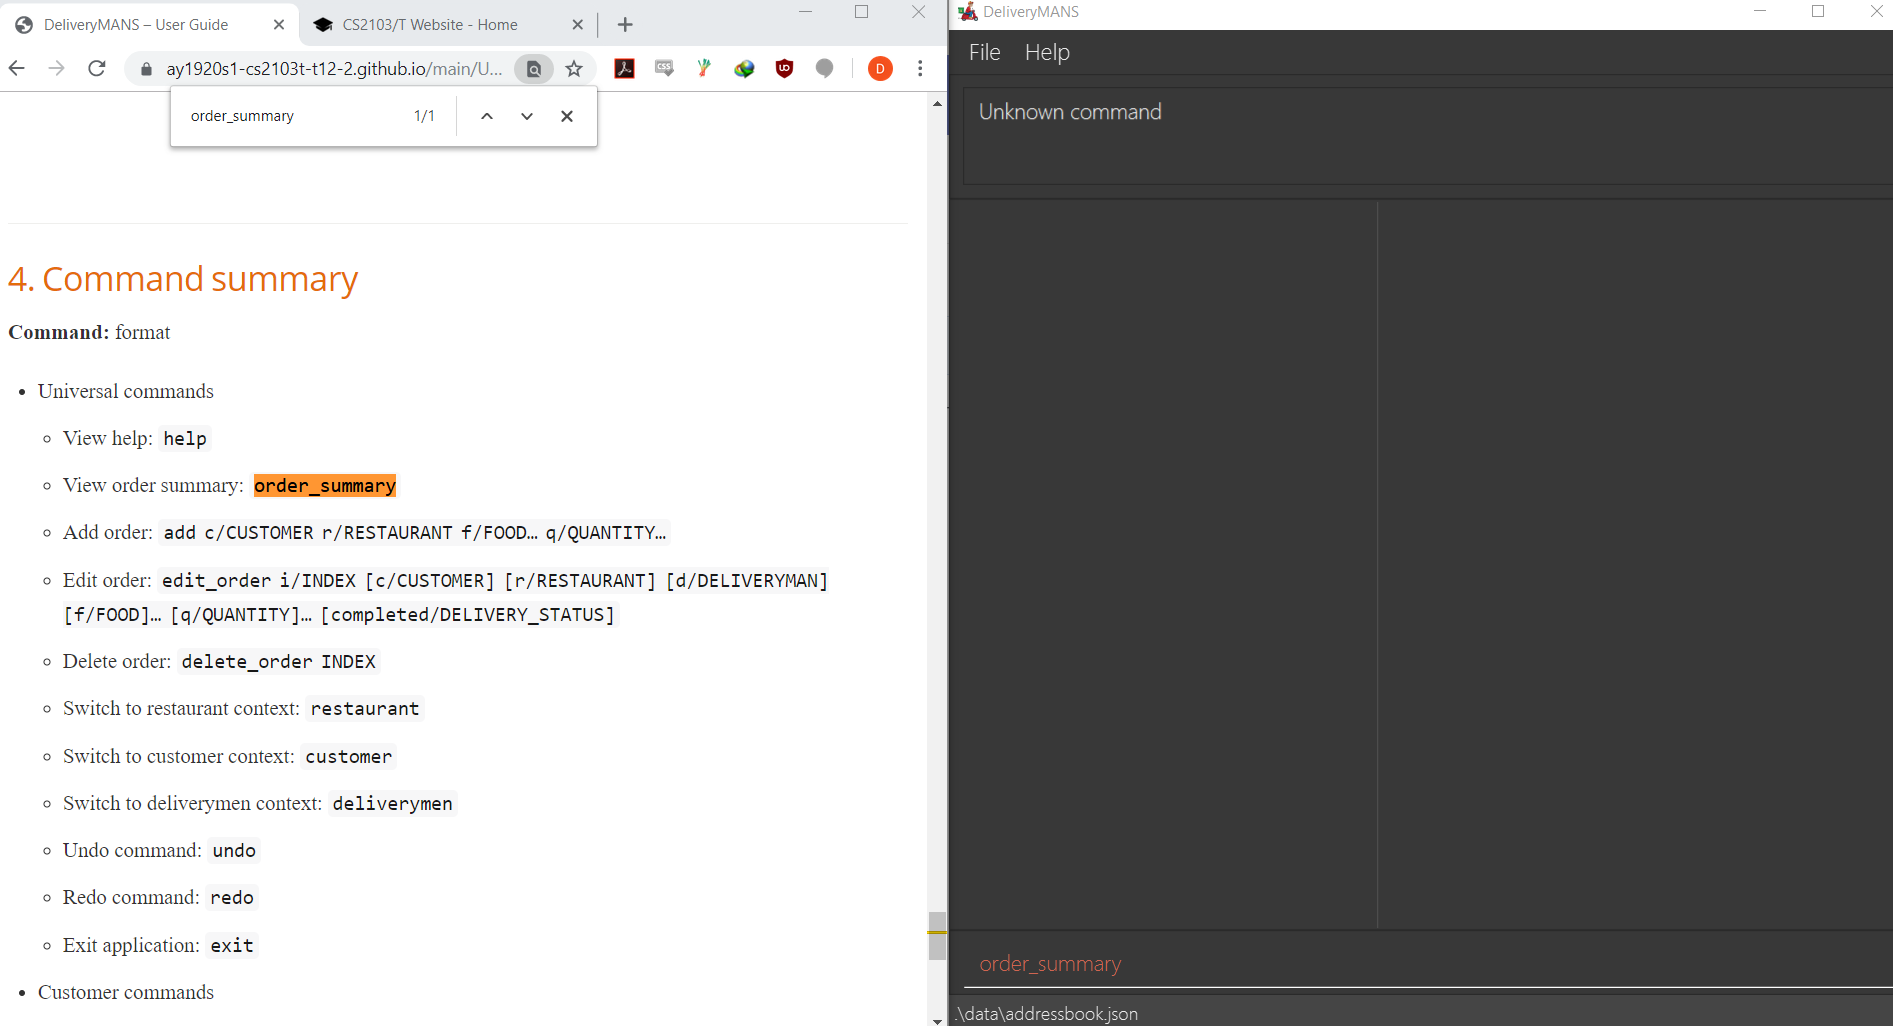 DeliveryMANS – User Guide
CS2103/T Website - Home
ay1920s1-cs2103t-t12-2.github.io/main/U...
CSS
D
order_summary
1/1
4. Command summary
Command: format
Universal commands
View help: help
View order summary: order_summary
Add order: add c/CUSTOMER r/RESTAURANT f/FOOD… q/QUANTITY…
Edit order: edit_order i/INDEX [c/CUSTOMER] [r/RESTAURANT] [d/DELIVERYMAN]
[f/FOOD]… [q/QUANTITY]… [completed/DELIVERY_STATUS]
Delete order: delete_order INDEX
Switch to restaurant context: restaurant
Switch to customer context: customer
Switch to deliverymen context: deliverymen
Undo command: undo
Redo command: redo
Exit application: exit
Customer commands
DeliveryMANS
File Help
Unknown command
order_summary
.\data\addressbook.json